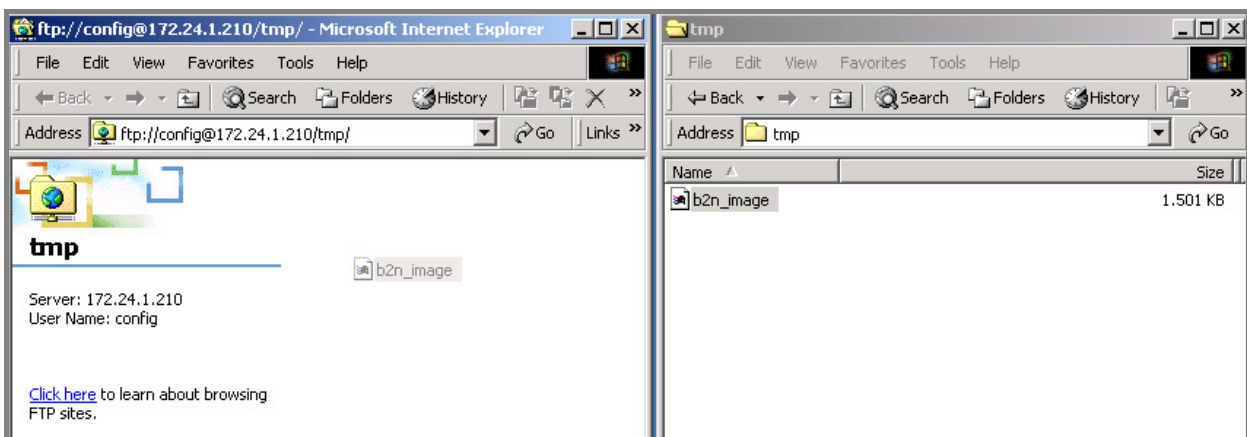 ftp://config@172.24.1.210/tmp/ - Microsoft Internet Explorer
File Edit View Favorites Tools Help
Back Search Folders History »
Address ftp://config@172.24.1.210/tmp/ Go Links »
tmp
b2n_image
Server: 172.24.1.210
User Name: config
Click here to learn about browsing
FTP sites.
tmp
File Edit View Favorites Tools Help
Back Search Folders History »
Address tmp Go
Name Size
b2n_image 1.501 KB